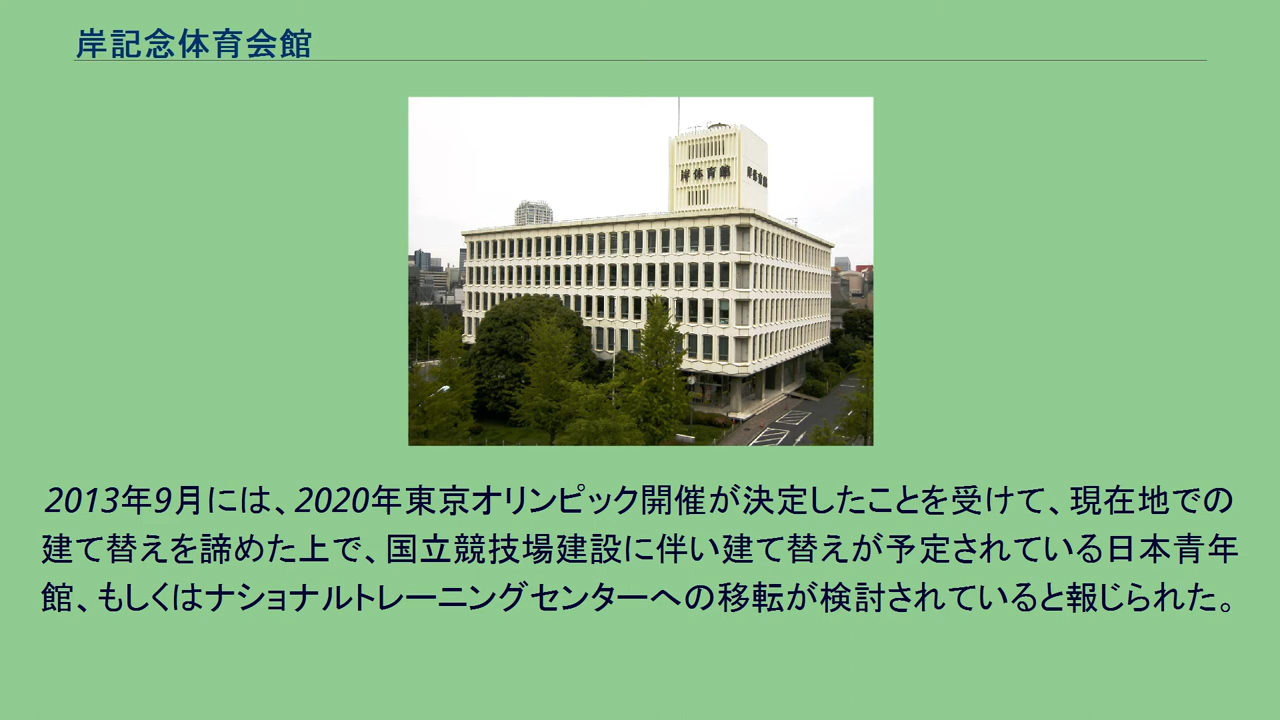 岸記念体育会館
岸体育館
2013年9月には、2020年東京オリンピック開催が決定したことを受けて、現在地での
建て替えを諦めた上で、国立競技場建設に伴い建て替えが予定されている日本青年
館、もしくはナショナルトレーニングセンターへの移転が検討されていると報じられた。